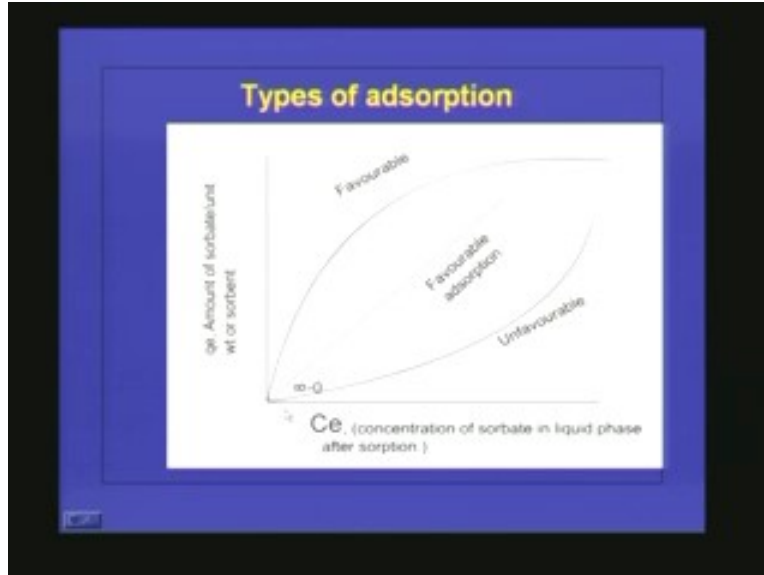 Types of adsorption
Favourable
Favourable
adsorption
Unfavourable
qe. Amount of sorbate/unit
wt or sorbent
Ce. (concentration of sorbate in liquid phase
after sorption )